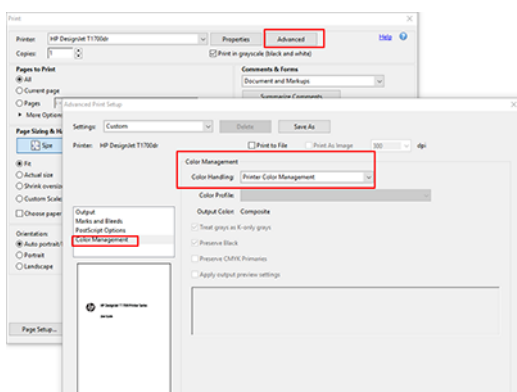 Print
Printer: HP DesignJet T1700dr Properties Advanced Help
Copies: 1 Print in grayscale (black and white)
Pages to Print
All
Current page
Pages
More Option
Comments & Forms
Document and Markups
Summarize Comments
Page Sizing & Ha
Size
Fit
Actual size
Shrink oversiz
Custom Scale:
Choose paper
Orientation:
Auto portrait/
Portrait
Landscape
Page Setup...
Advanced Print Setup
Settings: Custom Delete Save As
Printer: HP DesignJet T1700dr Print to File Print As Image 300 dpi
Output
Marks and Bleeds
PostScript Options
Color Management
Color Management
Color Handling: Printer Color Management
Color Profile:
Output Color: Composite
Treat grays as K-only grays
Preserve Black
Preserve CMYK Primaries
Apply output preview settings
hp